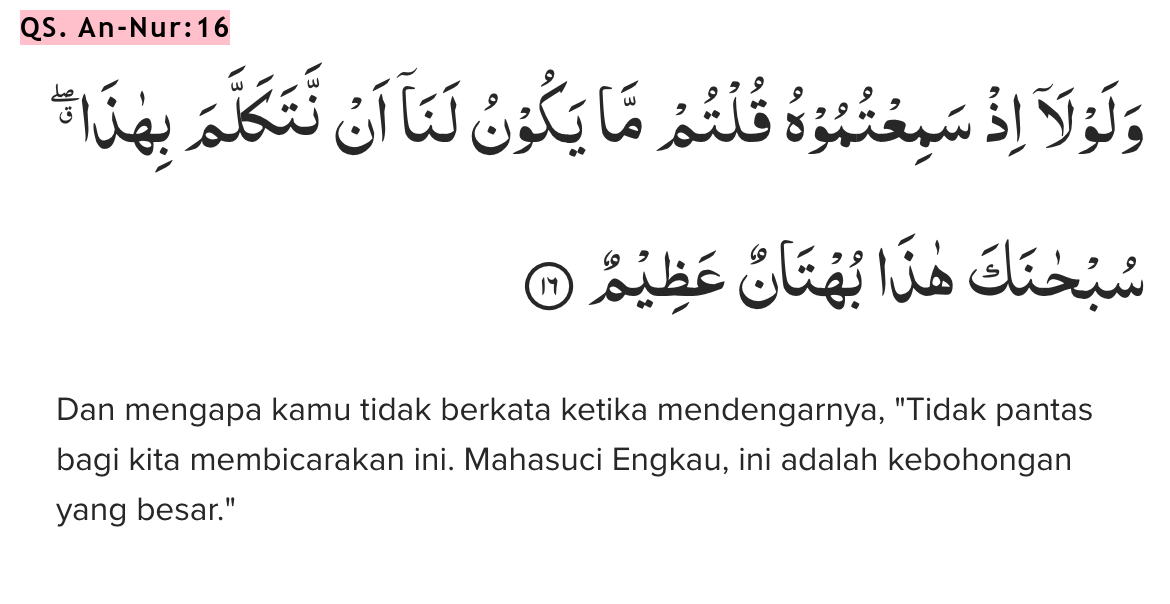 QS. An-Nur:16
وَلَوْلَآ اِذْ سَمِعْتُمُوْهُ قُلْتُمْ مَّا يَكُوْنُ لَنَآ اَنْ نَّتَكَلَّمَ بِهٰذَاۖ
سُبْحٰنَكَ هٰذَا بُهْتَانٌ عَظِيْمٌ ١٦
Dan mengapa kamu tidak berkata ketika mendengarnya, "Tidak pantas
bagi kita membicarakan ini. Mahasuci Engkau, ini adalah kebohongan
yang besar."